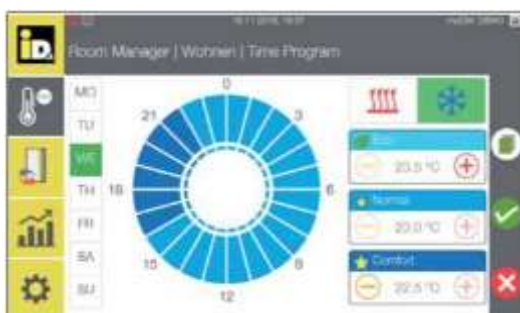 iD.
Room Manager | Wohnen | Time Program
MO
TU
WE
TH
FR
SA
SU
0
3
6
9
12
15
18
21
Eco
23.5 °C
Normal
23.0 °C
Comfort
22.5 °C